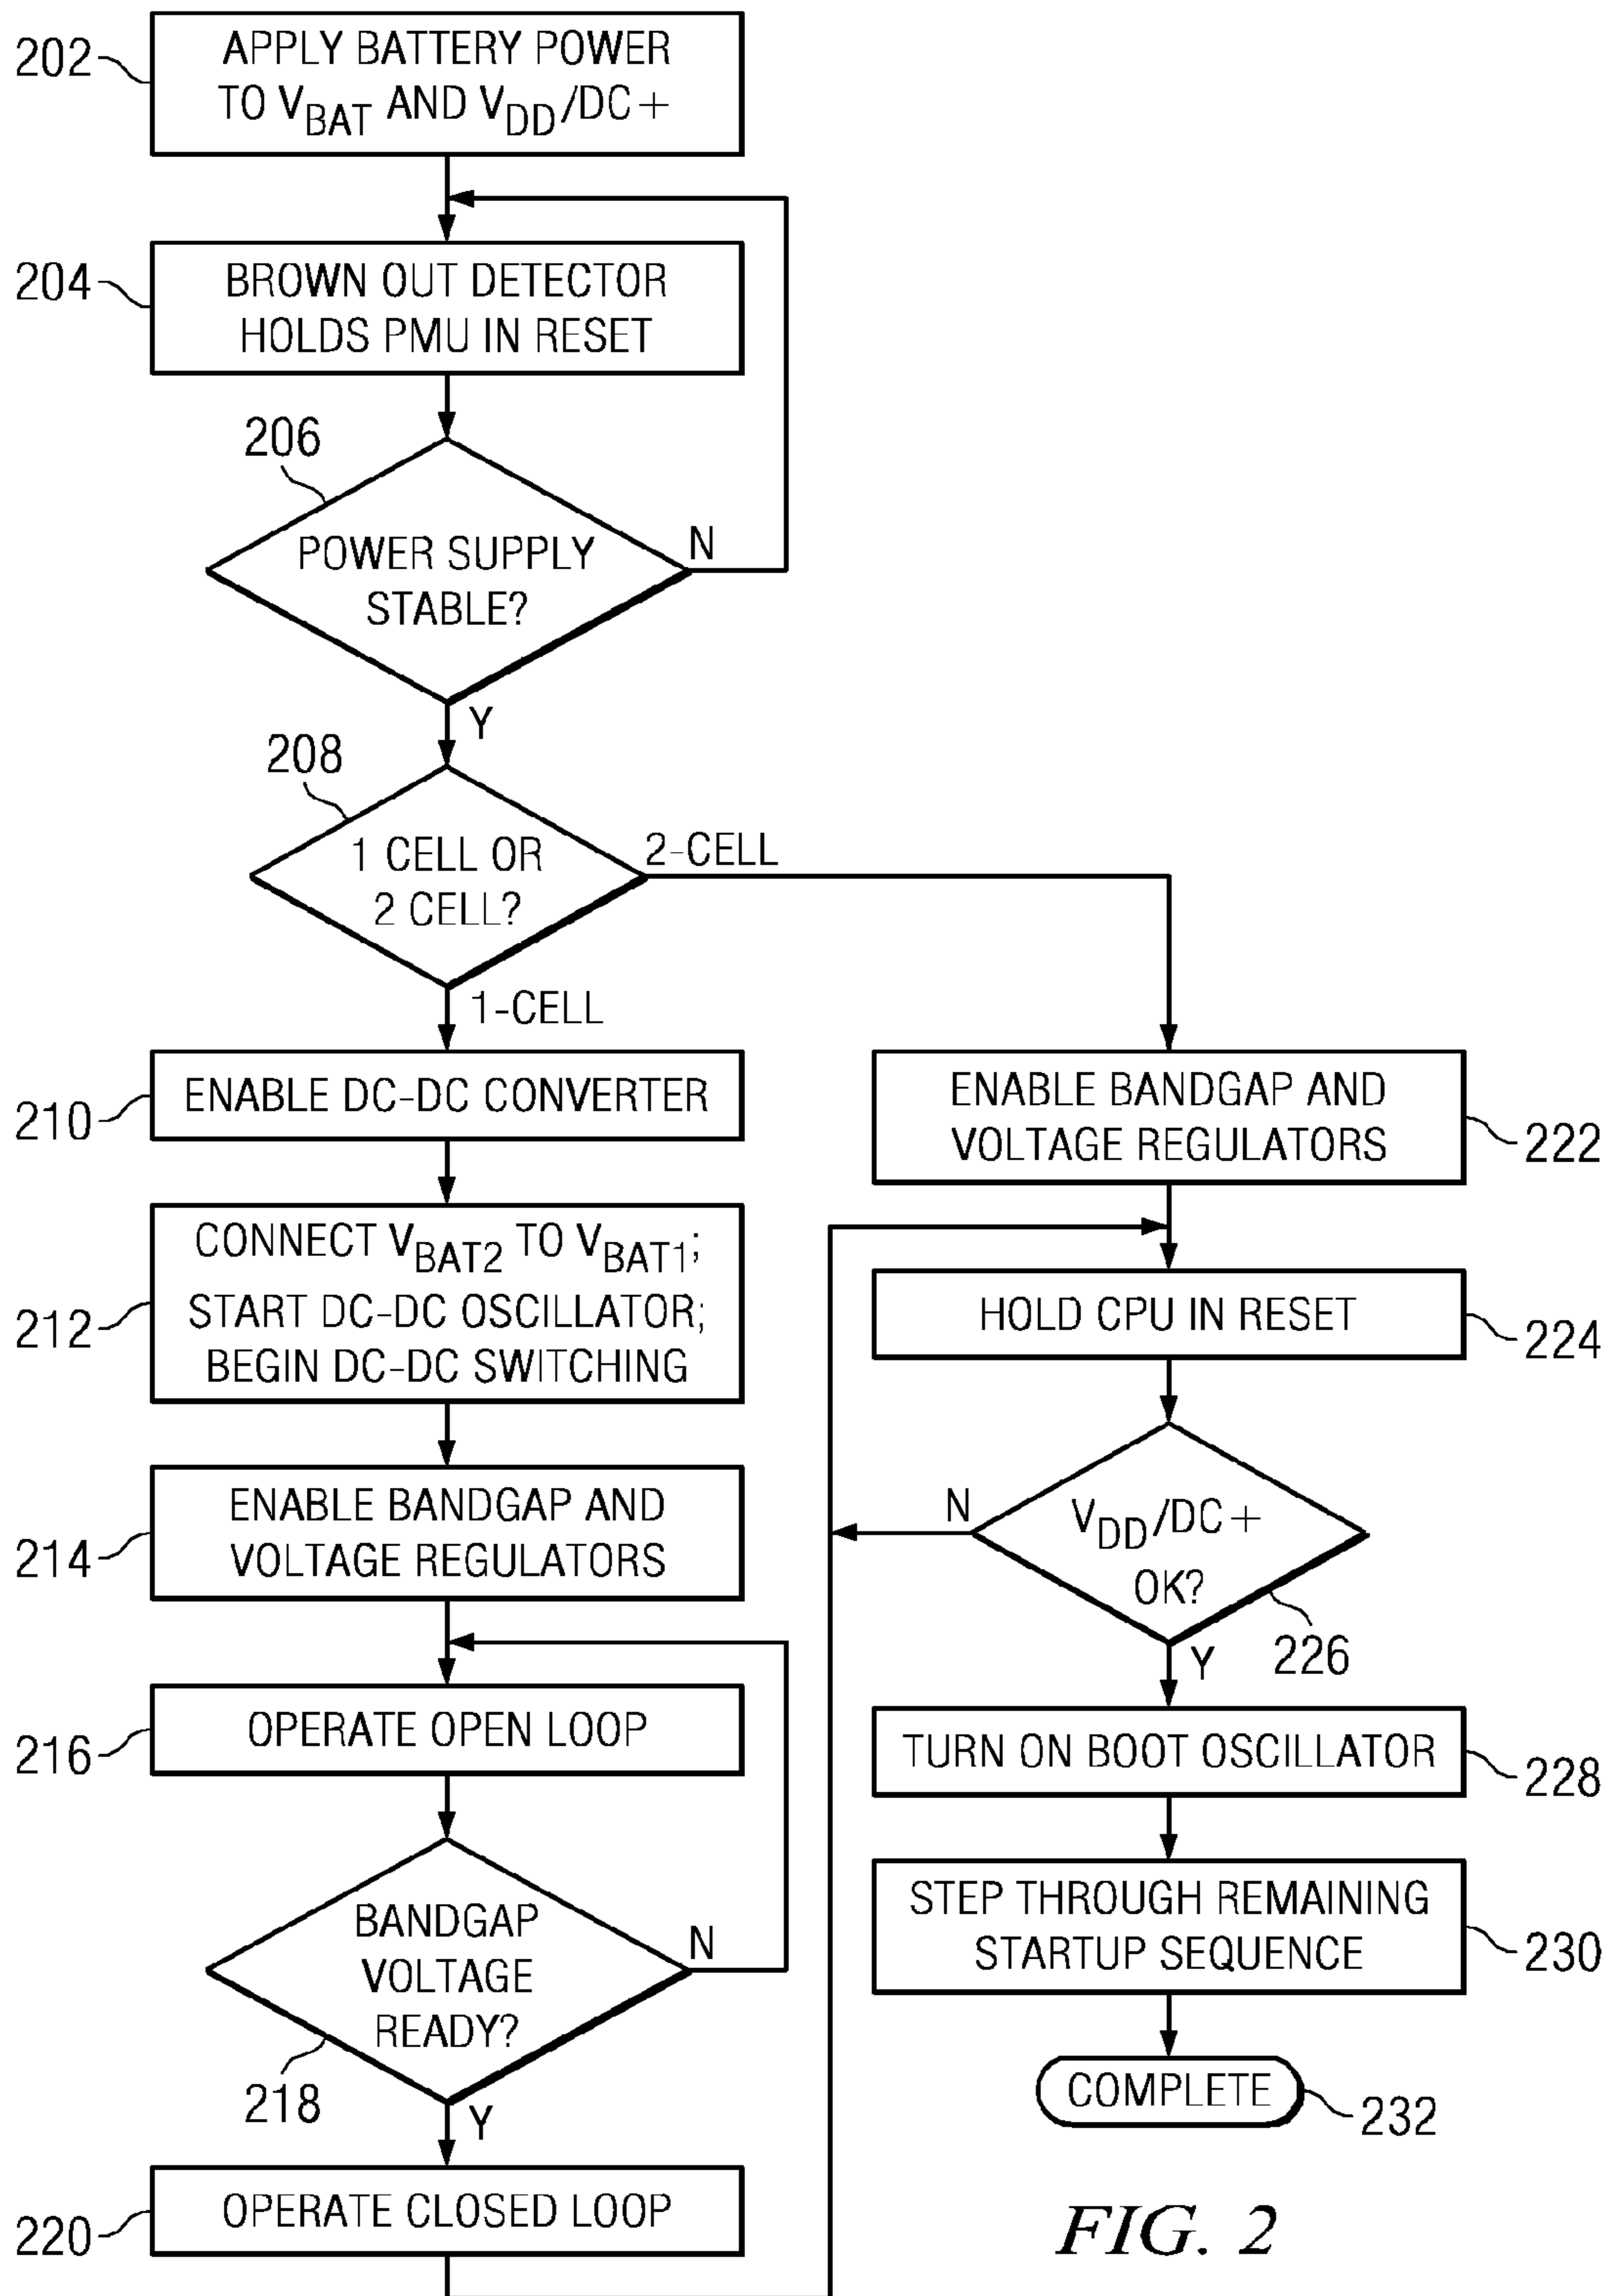 202
APPLY BATTERY POWER
TO VBAT AND VDD/DC+
204
BROWN OUT DETECTOR
HOLDS PMU IN RESET
206
POWER SUPPLY
STABLE?
N
Y
208
1 CELL OR
2 CELL?
2-CELL
1-CELL
210
ENABLE DC-DC CONVERTER
212
CONNECT VBAT2 TO VBAT1;
START DC-DC OSCILLATOR;
BEGIN DC-DC SWITCHING
214
ENABLE BANDGAP AND
VOLTAGE REGULATORS
216
OPERATE OPEN LOOP
218
BANDGAP
VOLTAGE
READY?
N
Y
220
OPERATE CLOSED LOOP
ENABLE BANDGAP AND
VOLTAGE REGULATORS
222
HOLD CPU IN RESET
224
N
VDD/DC+
OK?
226
Y
TURN ON BOOT OSCILLATOR
228
STEP THROUGH REMAINING
STARTUP SEQUENCE
230
COMPLETE
232
FIG. 2